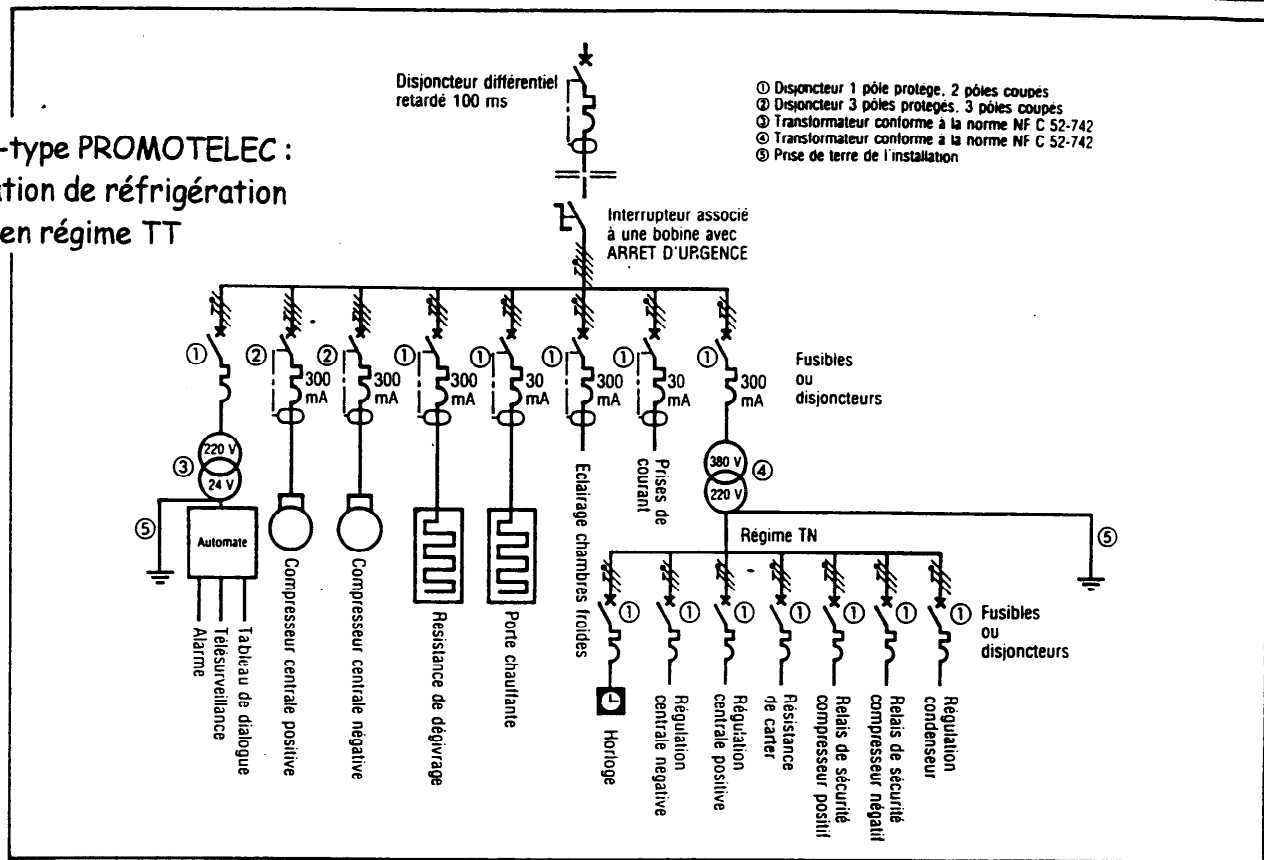 Disjoncteur différentiel
retardé 100 ms
① Disjoncteur 1 pôle protégé, 2 pôles coupés
② Disjoncteur 3 pôles protegés, 3 pôles coupés
③ Transformateur conforme à la norme NF C 52-742
④ Transformateur conforme à la norme NF C 52-742
⑤ Prise de terre de l'installation
-type PROMOTELEC :
ation de réfrigération
en régime TT
Interrupteur associé
à une bobine avec
ARRET D'URGENCE
①
②
②
①
①
①
①
①
300
mA
300
mA
300
mA
30
mA
300
mA
30
mA
300
mA
Fusibles
ou
disjoncteurs
③
220 V
24 V
380 V
220 V
④
⑤
Automate
Alarme
Télésurveillance
Tableau de dialogue
Compresseur centrale positive
Compresseur centrale négative
Resistance de dégivrage
Porte chauffante
Eclairage chambres froides
Prises de
courant
Régime TN
⑤
①
①
①
①
①
①
①
Fusibles
ou
disjoncteurs
Horloge
Régulation
centrale negative
Régulation
centrale positive
Résistance
de carter
Relais de sécurité
compresseur positif
Relais de sécurité
compresseur négatif
Régulation
condenseur